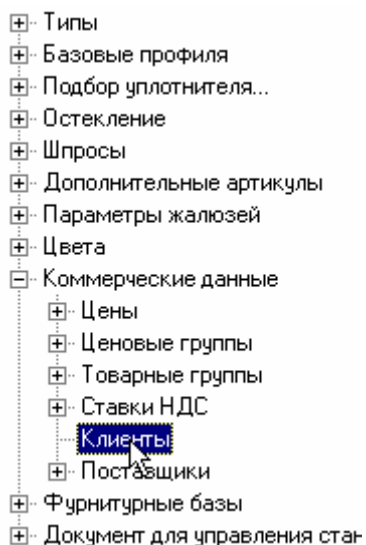 Типы
Базовые профиля
Подбор уплотнителя...
Остекление
Шпросы
Дополнительные артикулы
Параметры жалюзей
Цвета
Коммерческие данные
Цены
Ценовые группы
Товарные группы
Ставки НДС
Клиенты
Поставщики
Фурнитурные базы
Документ для управления стан